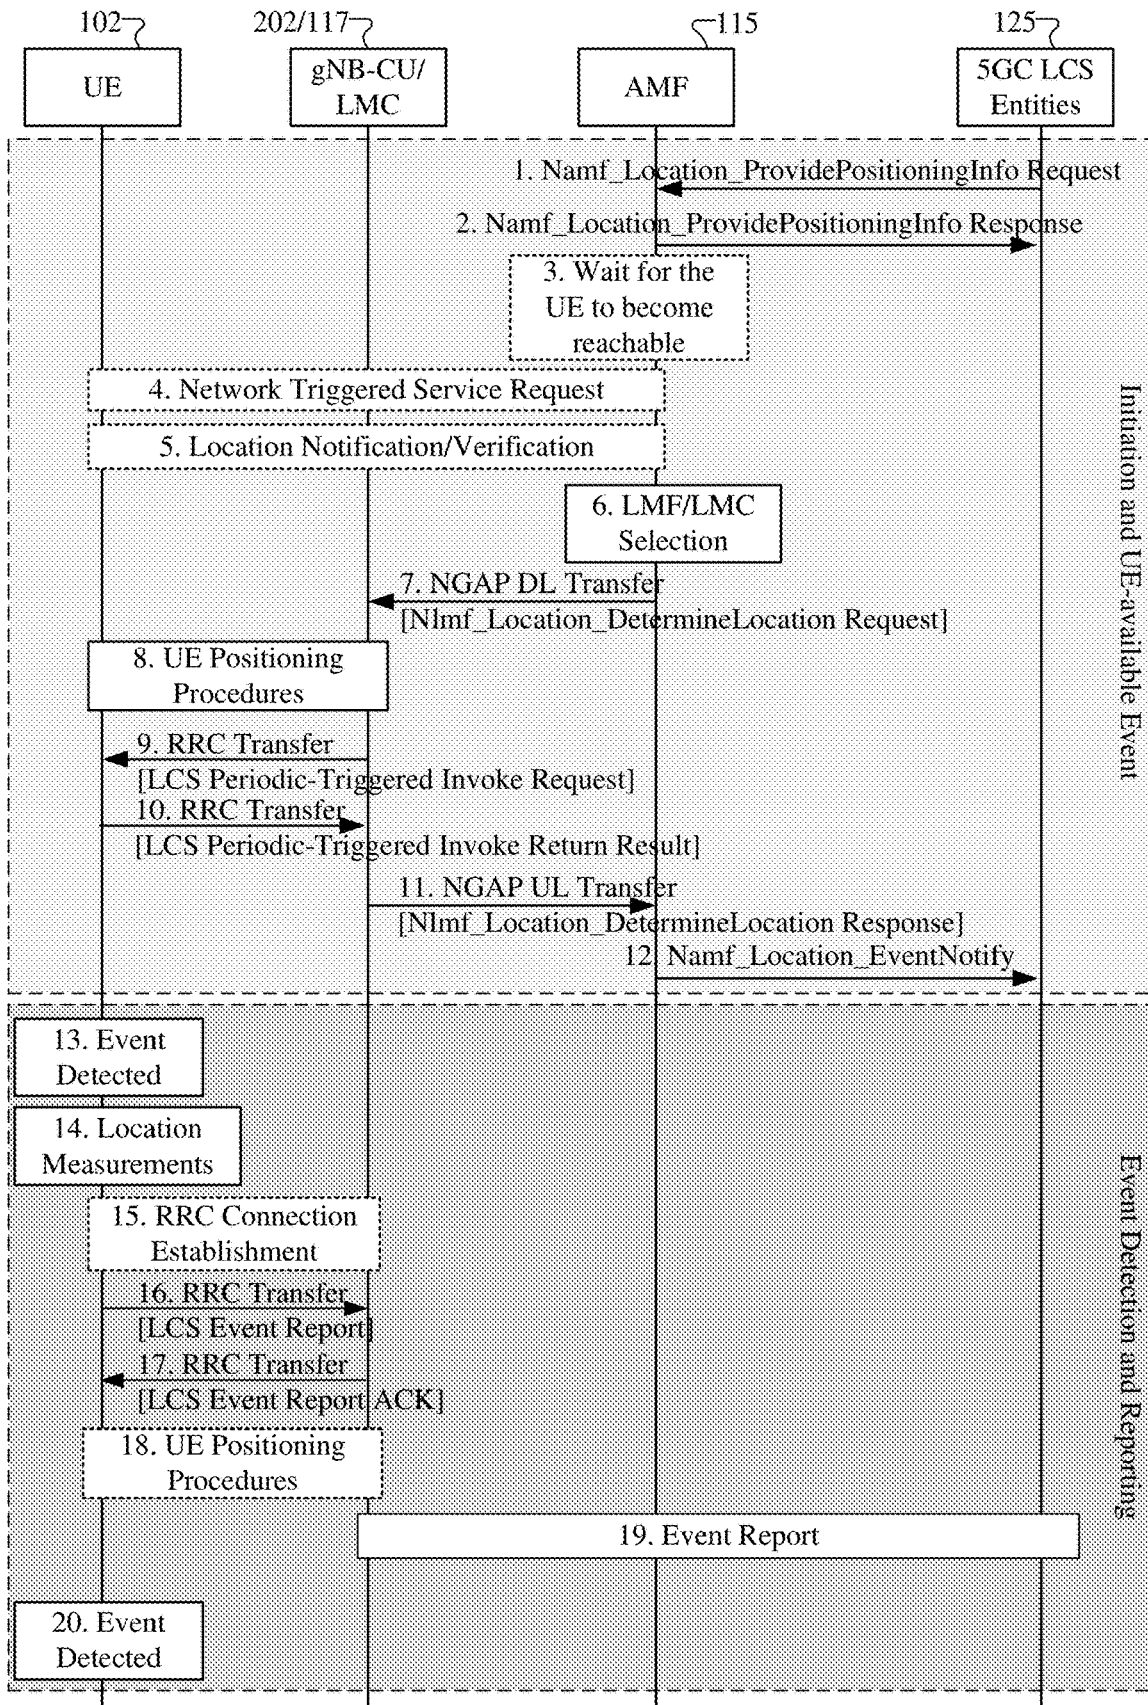 102
202/117
115
125
UE
gNB-CU/
LMC
AMF
5GC LCS
Entities
1. Namf_Location_ProvidePositioningInfo Request
2. Namf_Location_ProvidePositioningInfo Response
3. Wait for the
UE to become
reachable
4. Network Triggered Service Request
5. Location Notification/Verification
6. LMF/LMC
Selection
7. NGAP DL Transfer
[Nlmf_Location_DetermineLocation Request]
8. UE Positioning
Procedures
9. RRC Transfer
[LCS Periodic-Triggered Invoke Request]
10. RRC Transfer
[LCS Periodic-Triggered Invoke Return Result]
11. NGAP UL Transfer
[Nlmf_Location_DetermineLocation Response]
12. Namf_Location_EventNotify
Initiation and UE-available Event
13. Event
Detected
14. Location
Measurements
15. RRC Connection
Establishment
16. RRC Transfer
[LCS Event Report]
17. RRC Transfer
[LCS Event Report ACK]
18. UE Positioning
Procedures
19. Event Report
20. Event
Detected
Event Detection and Reporting